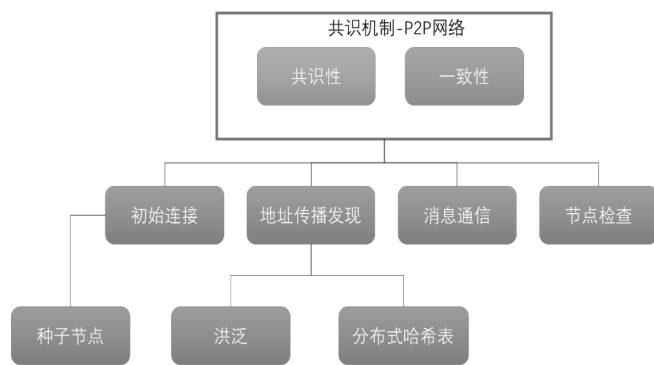 共识机制-P2P网络
共识性
一致性
初始连接
地址传播发现
消息通信
节点检查
种子节点
洪泛
分布式哈希表